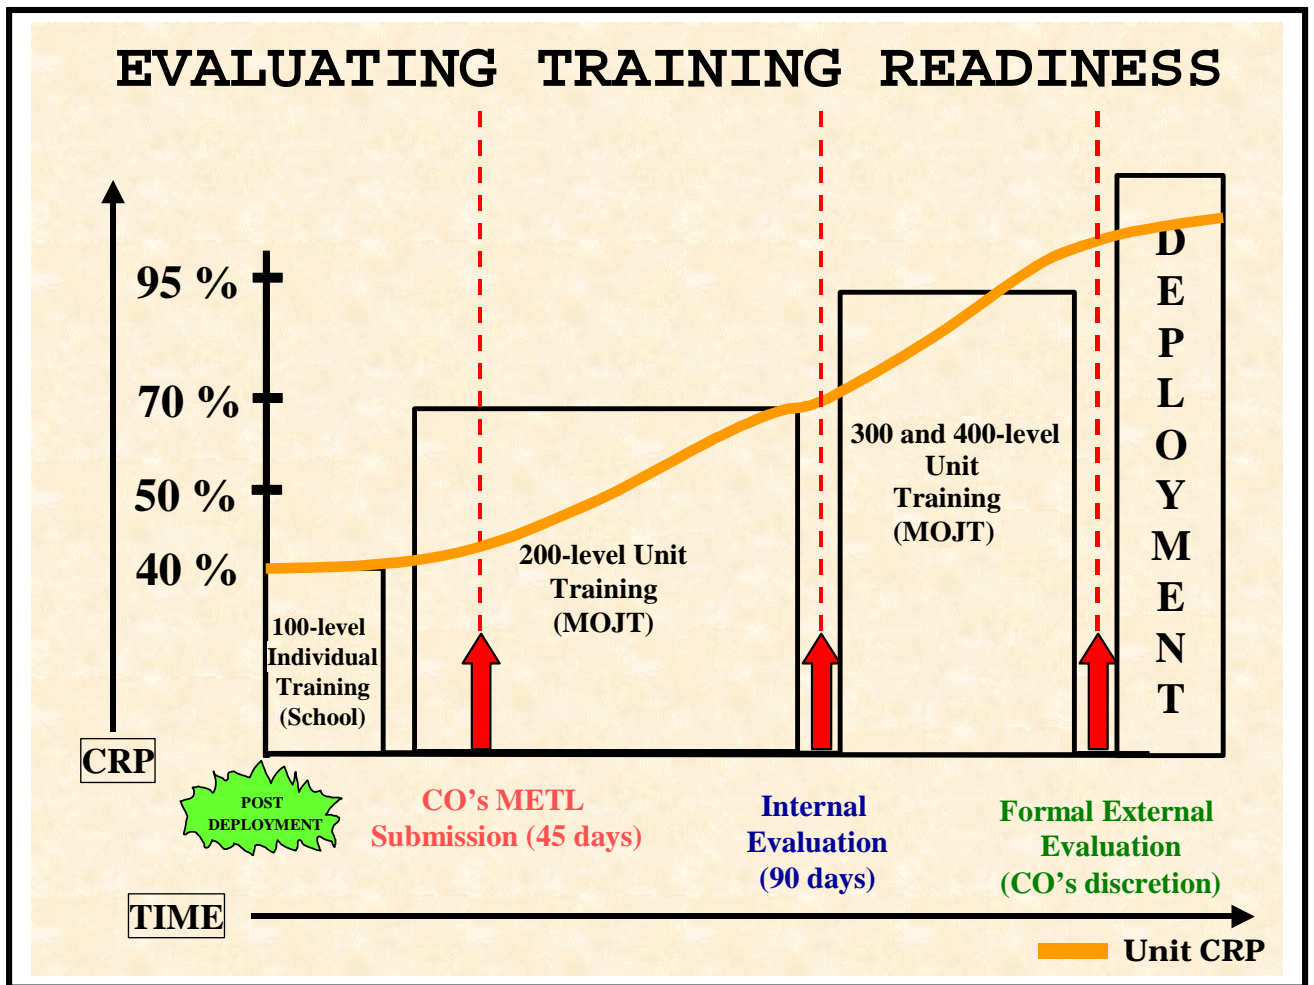 EVALUATING TRAINING READINESS
95 %
70 %
50 %
40 %
CRP
100-level
Individual
Training
(School)
200-level Unit
Training
(MOJT)
300 and 400-level
Unit
Training
(MOJT)
D
E
P
L
O
Y
M
E
N
T
POST
DEPLOYMENT
CO’s METL
Submission (45 days)
Internal
Evaluation
(90 days)
Formal External
Evaluation
(CO’s discretion)
TIME
Unit CRP